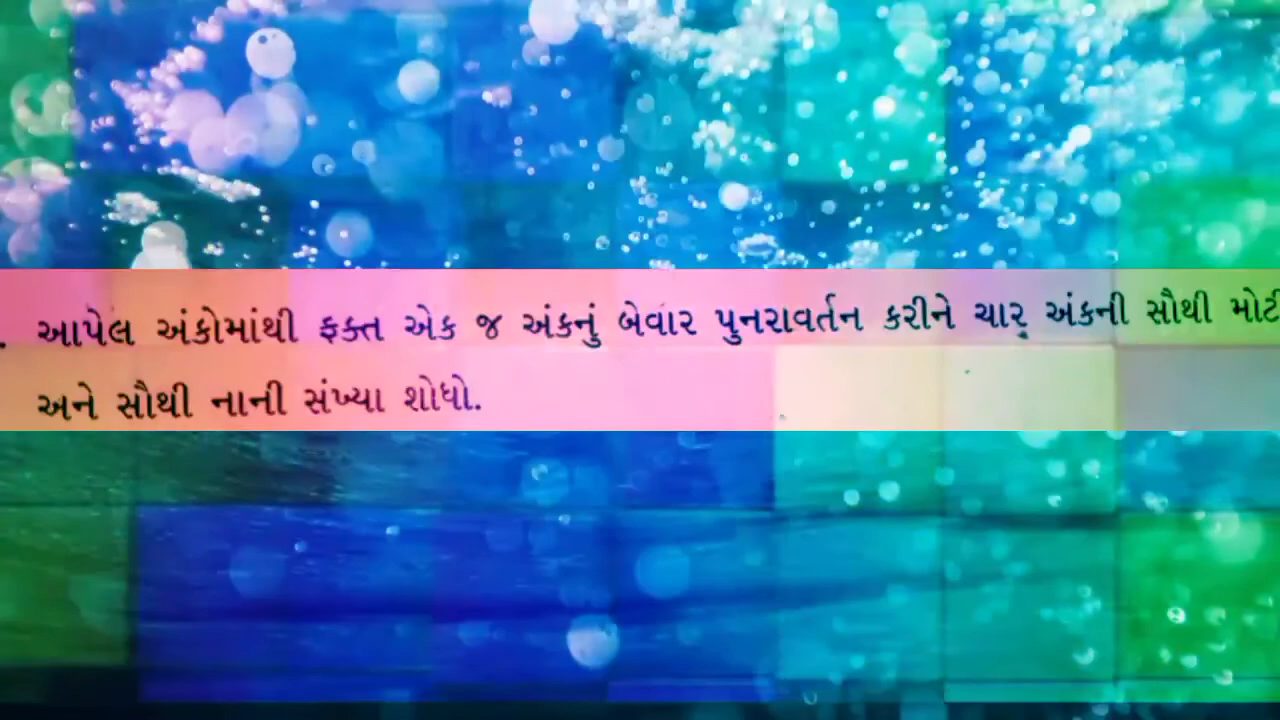 . આપેલ અંકોમાંથી ફક્ત એક જ અંકનું બેવાર પુનરાવર્તન કરીને ચાર અંકની સૌથી મોટી
અને સૌથી નાની સંખ્યા શોધો.